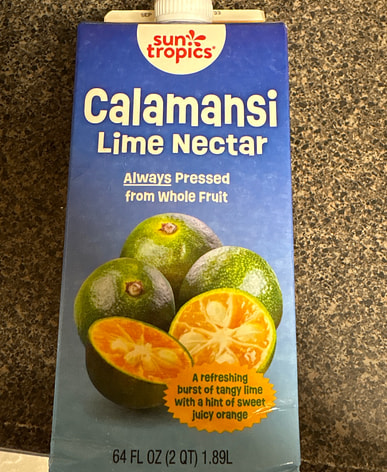 sun
tropics®
Calamansi
Lime Nectar
Always Pressed
from Whole Fruit
A refreshing
burst of tangy lime
with a hint of sweet
juicy orange
64 FL OZ (2 QT) 1.89L